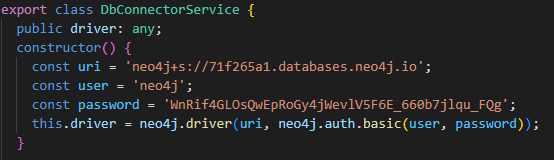 export class DbConnectorService {
public driver: any;
constructor() {
const uri = 'neo4j+s://71f265a1.databases.neo4j.io';
const user = 'neo4j';
const password = 'WnRif4GLOsQwEpRoGy4jWevlV5F6E_660b7jlqu_FQg';
this.driver = neo4j.driver(uri, neo4j.auth.basic(user, password));
}